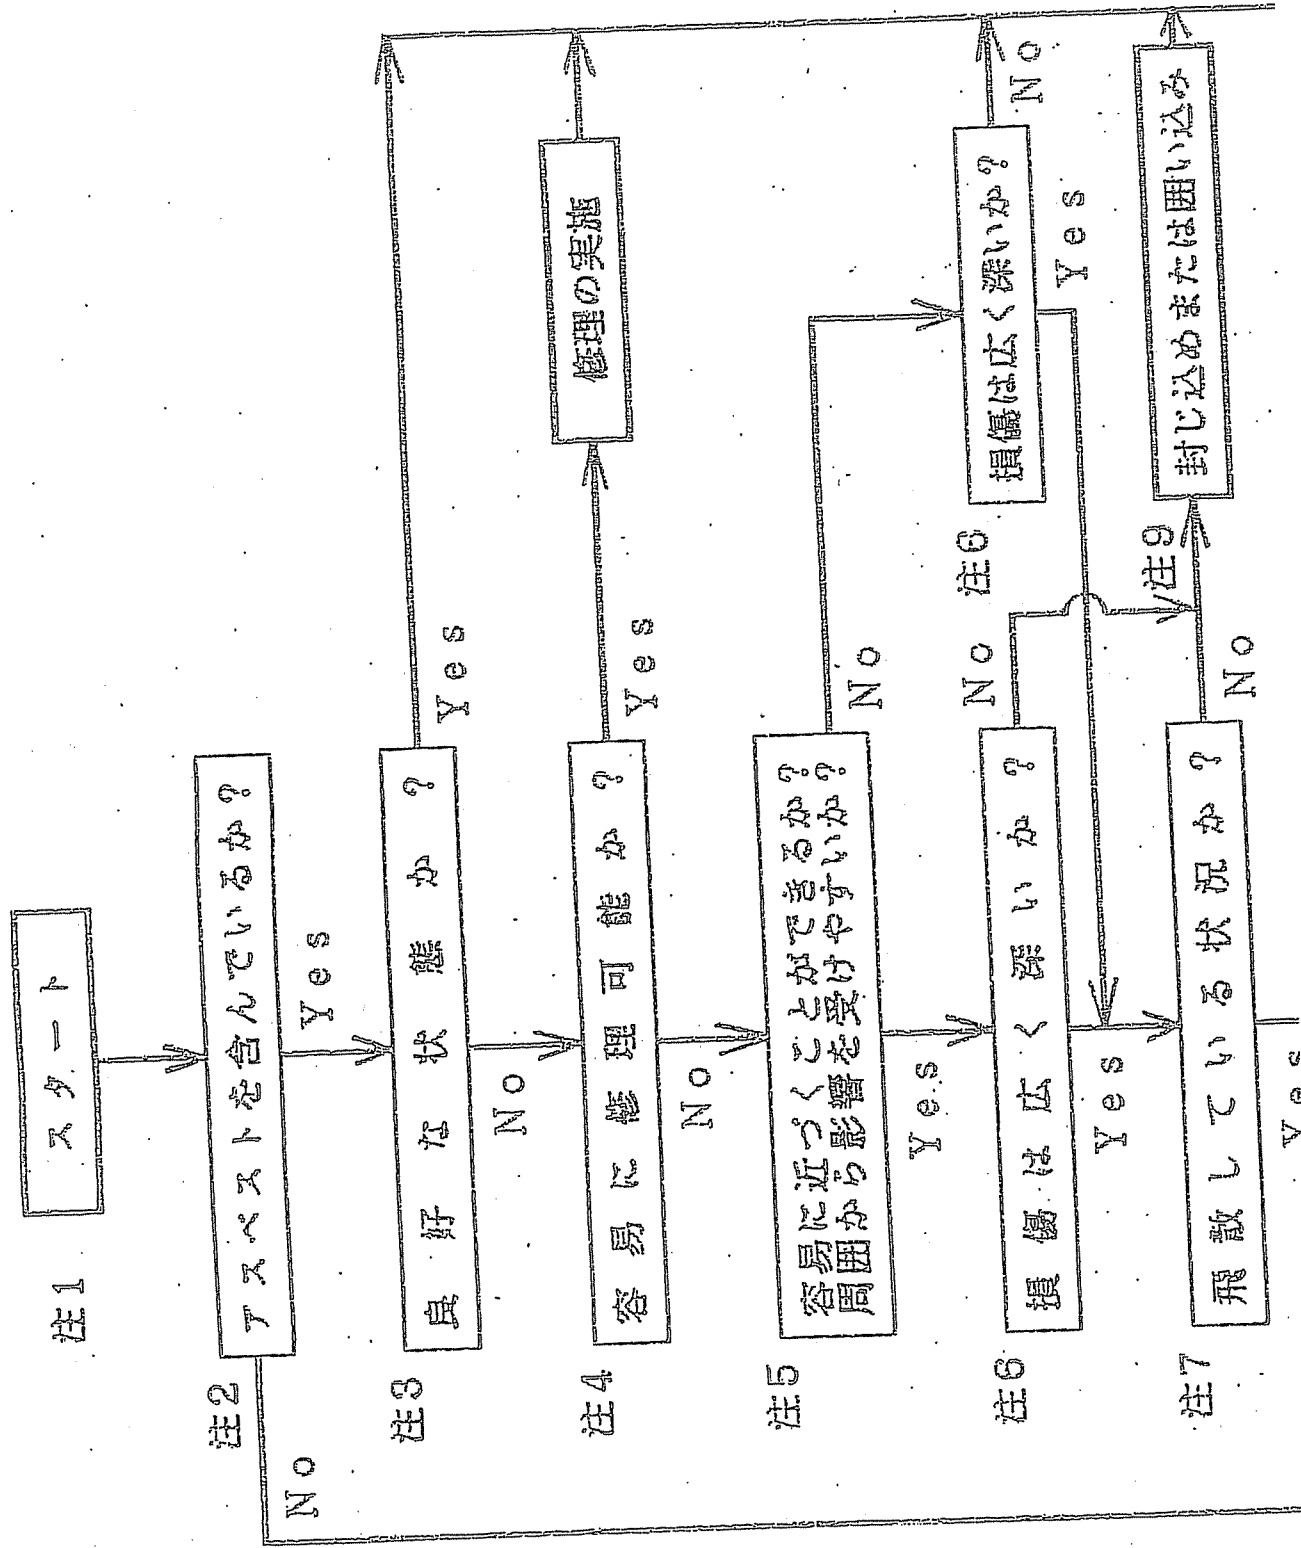 注1
スタート
注2
アスベストを含んでいるか?
No
Yes
注3
良好な状態か?
Yes
No
注4
容易に修理可能か?
Yes
修理の実施
No
注5
容易に近づくことができるか?
周囲から影響を受けやすいか?
No
Yes
注6
損傷は広く深いか?
No
Yes
注6
損傷は広く深いか?
No
Yes
注7
飛散している状況か?
No
Yes
注9
封じ込めまたは囲い込み